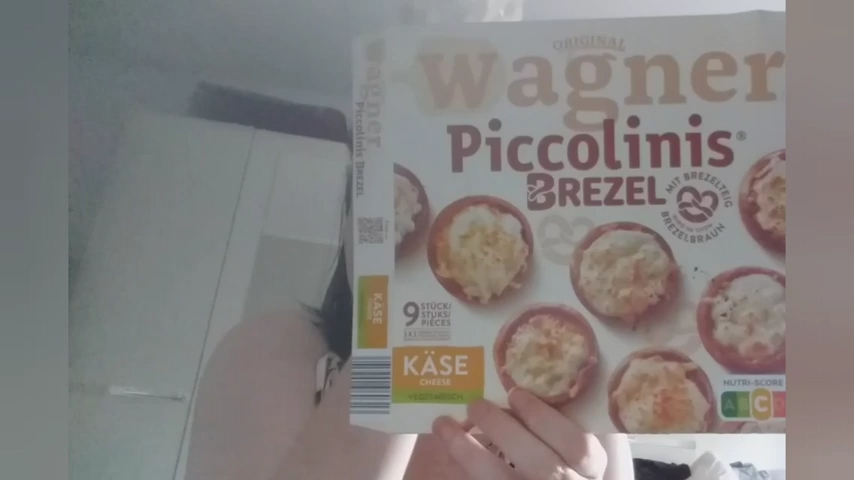 ORIGINAL
Wagner
Piccolinis®
BREZEL
MIT BREZELTEIG
BREZELBRAUN
9 STÜCK/
STUKS/
PIÈCES
KÄSE
CHEESE
VEGETARISCH
NUTRI-SCORE
A B C D
Wagner
Piccolinis BREZEL
KÄSE